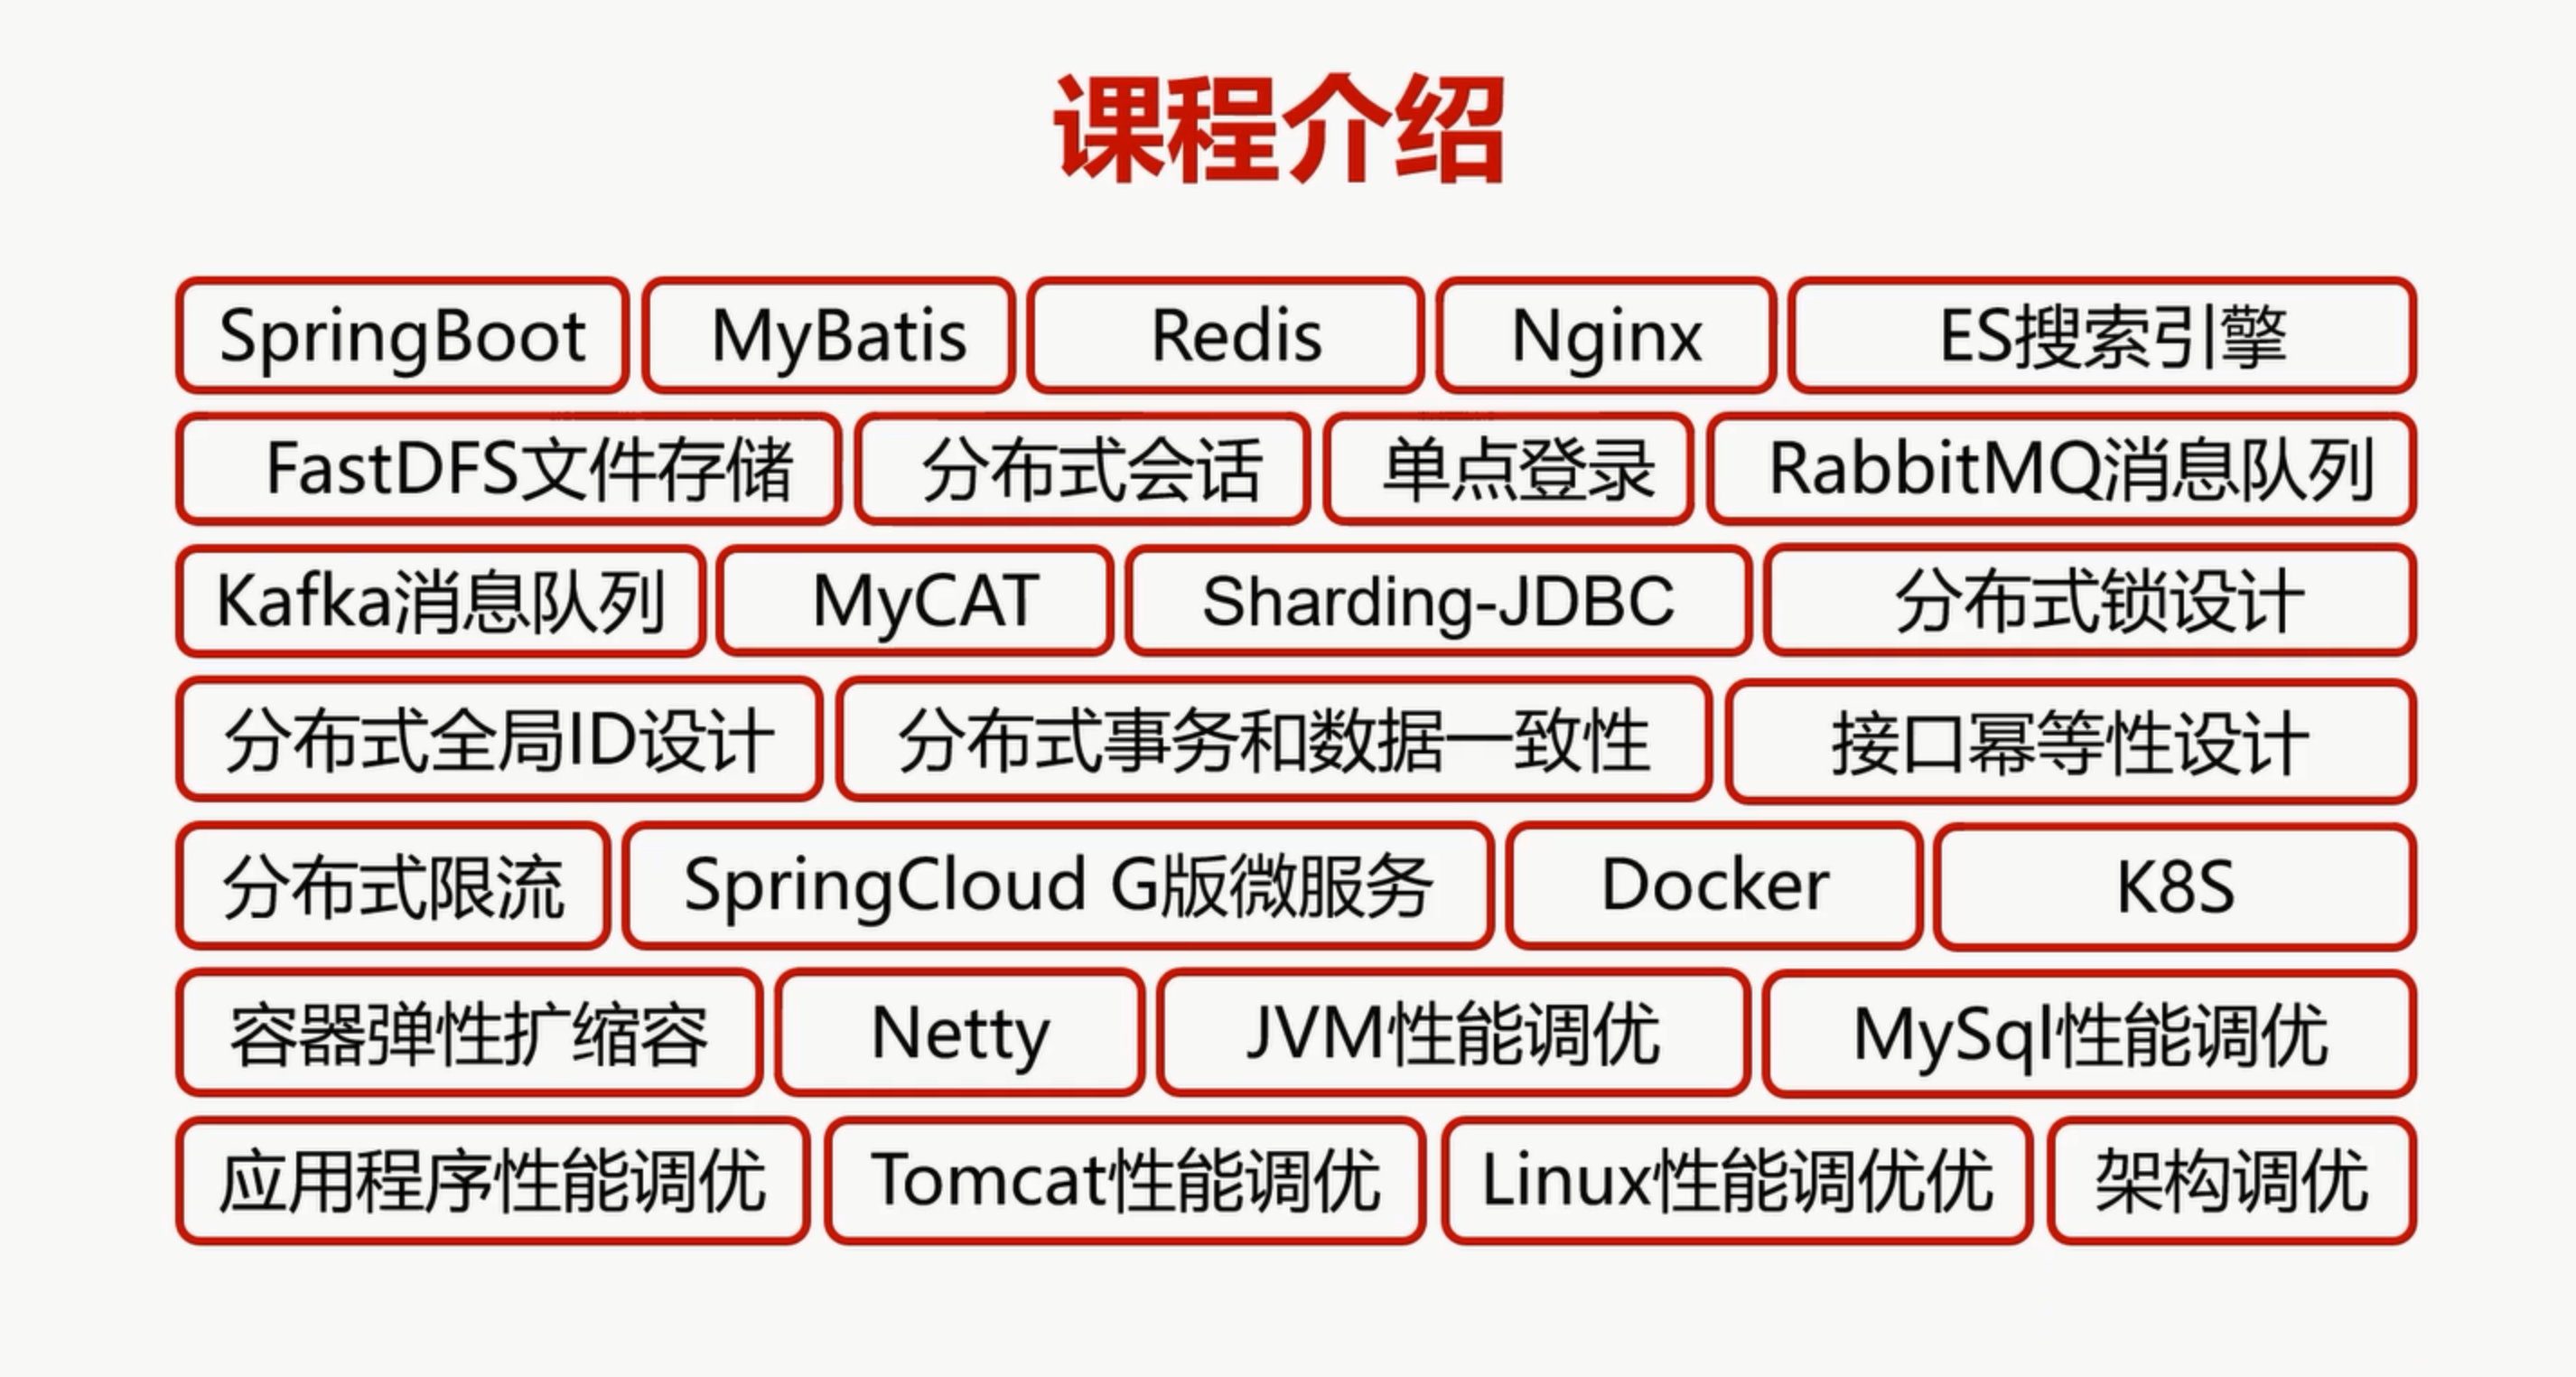 课程介绍
SpringBoot MyBatis Redis Nginx ES搜索引擎
FastDFS文件存储 分布式会话 单点登录 RabbitMQ消息队列
Kafka消息队列 MyCAT Sharding-JDBC 分布式锁设计
分布式全局ID设计 分布式事务和数据一致性 接口幂等性设计
分布式限流 SpringCloud G版微服务 Docker K8S
容器弹性扩缩容 Netty JVM性能调优 MySql性能调优
应用程序性能调优 Tomcat性能调优 Linux性能调优优 架构调优